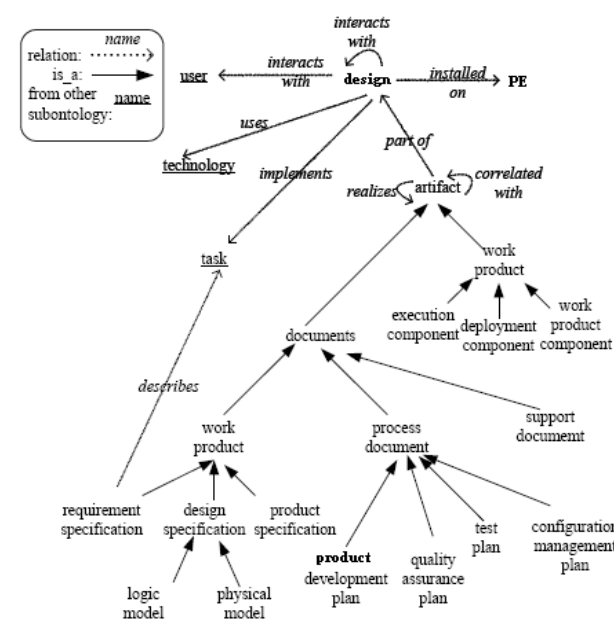 interacts
with
name
relation:
is_a:
from other
name
subontology:
user
interacts
with
design
installed
on
PE
uses
technology
implements
part of
realizes
artifact
correlated
with
task
work
product
execution
component
deployment
component
work
product
component
documents
describes
work
product
process
document
support
documemt
requirement
specification
design
specification
product
specification
product
development
plan
quality
assurance
plan
test
plan
configuration
management
plan
logic
model
physical
model